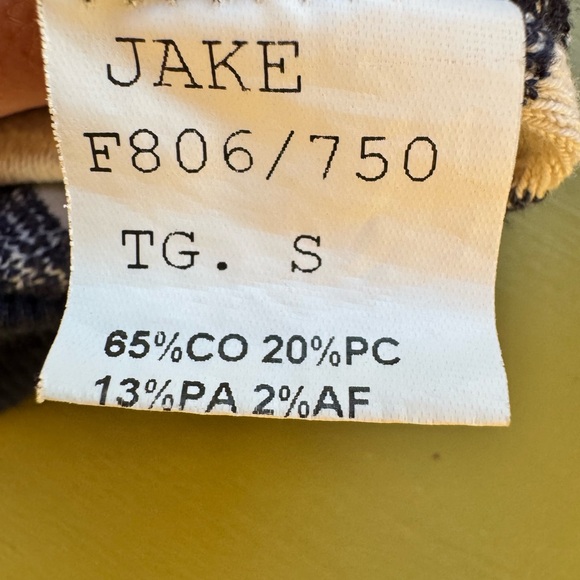 JAKE
F806/750
TG. S
65%CO 20%PC
13%PA 2%AF